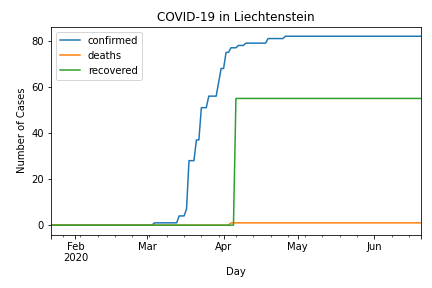 COVID-19 in Liechtenstein
confirmed
deaths
recovered
80
60
40
20
0
Number of Cases
Feb
2020
Mar
Apr
May
Jun
Day